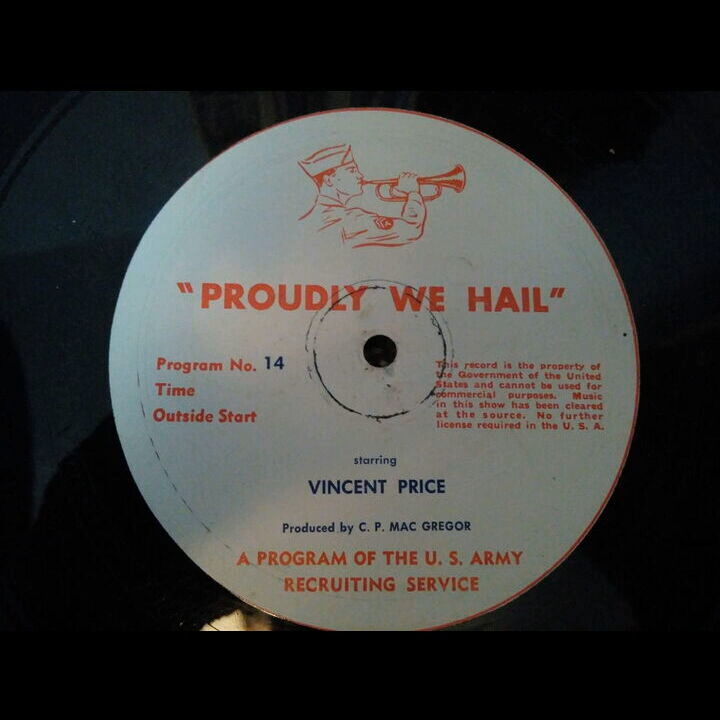 "PROUDLY WE HAIL"
Program No. 14
Time
Outside Start
This record is the property of
the Government of the United
States and cannot be used for
commercial purposes. Music
in this show has been cleared
at the source. No further
license required in the U. S. A.
starring
VINCENT PRICE
Produced by C. P. MAC GREGOR
A PROGRAM OF THE U. S. ARMY
RECRUITING SERVICE